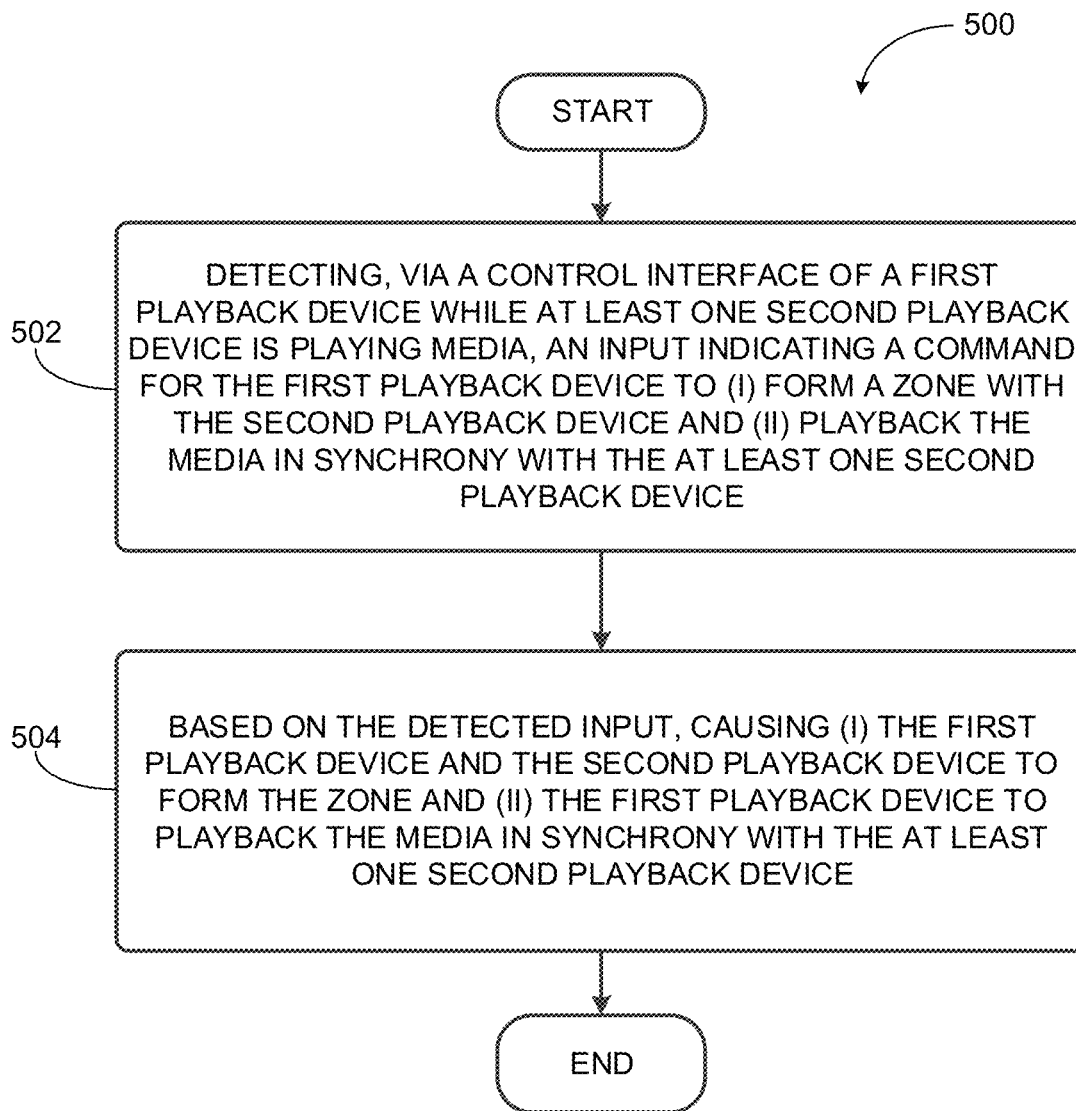 500
START
502
DETECTING, VIA A CONTROL INTERFACE OF A FIRST
PLAYBACK DEVICE WHILE AT LEAST ONE SECOND PLAYBACK
DEVICE IS PLAYING MEDIA, AN INPUT INDICATING A COMMAND
FOR THE FIRST PLAYBACK DEVICE TO (I) FORM A ZONE WITH
THE SECOND PLAYBACK DEVICE AND (II) PLAYBACK THE
MEDIA IN SYNCHRONY WITH THE AT LEAST ONE SECOND
PLAYBACK DEVICE
504
BASED ON THE DETECTED INPUT, CAUSING (I) THE FIRST
PLAYBACK DEVICE AND THE SECOND PLAYBACK DEVICE TO
FORM THE ZONE AND (II) THE FIRST PLAYBACK DEVICE TO
PLAYBACK THE MEDIA IN SYNCHRONY WITH THE AT LEAST
ONE SECOND PLAYBACK DEVICE
END